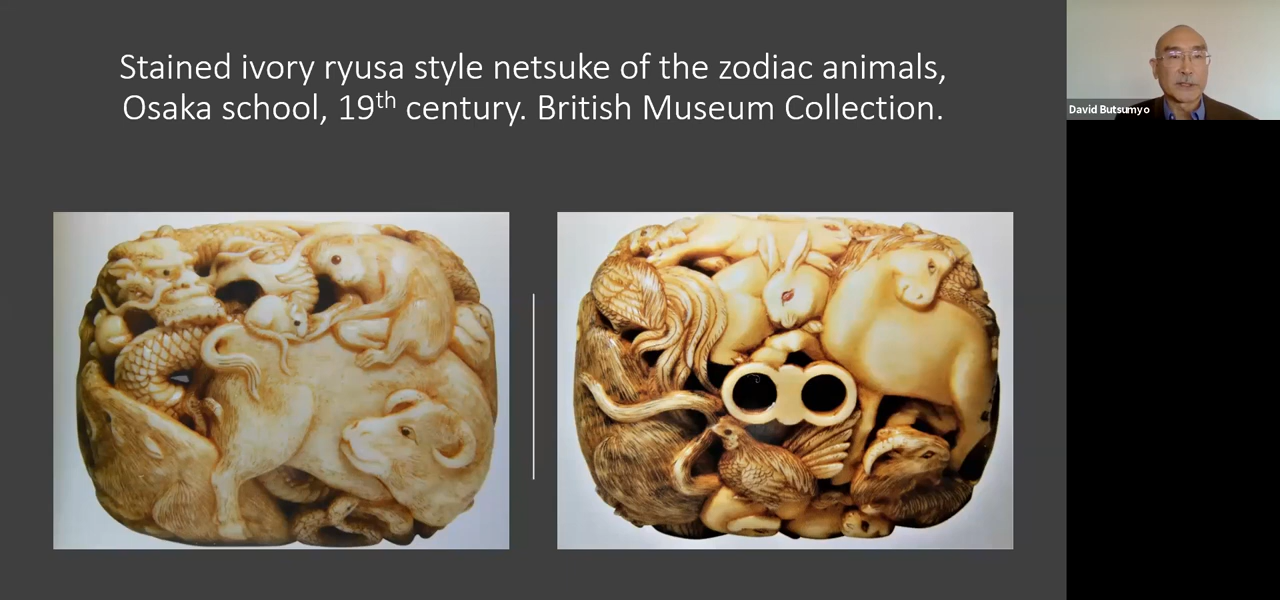 Stained ivory ryusa style netsuke of the zodiac animals,
Osaka school, 19th century. British Museum Collection.
David Butsumyo